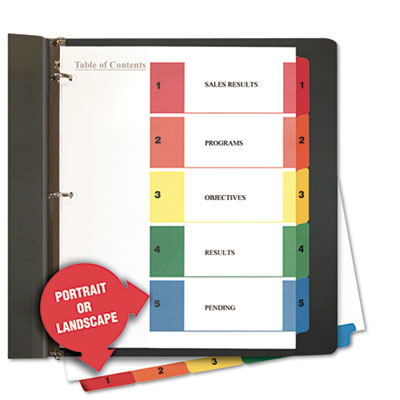 Table of Contents
1 SALES RESULTS 1
2 PROGRAMS 2
3 OBJECTIVES 3
4 RESULTS 4
5 PENDING 5
PORTRAIT
OR
LANDSCAPE
1 2 3